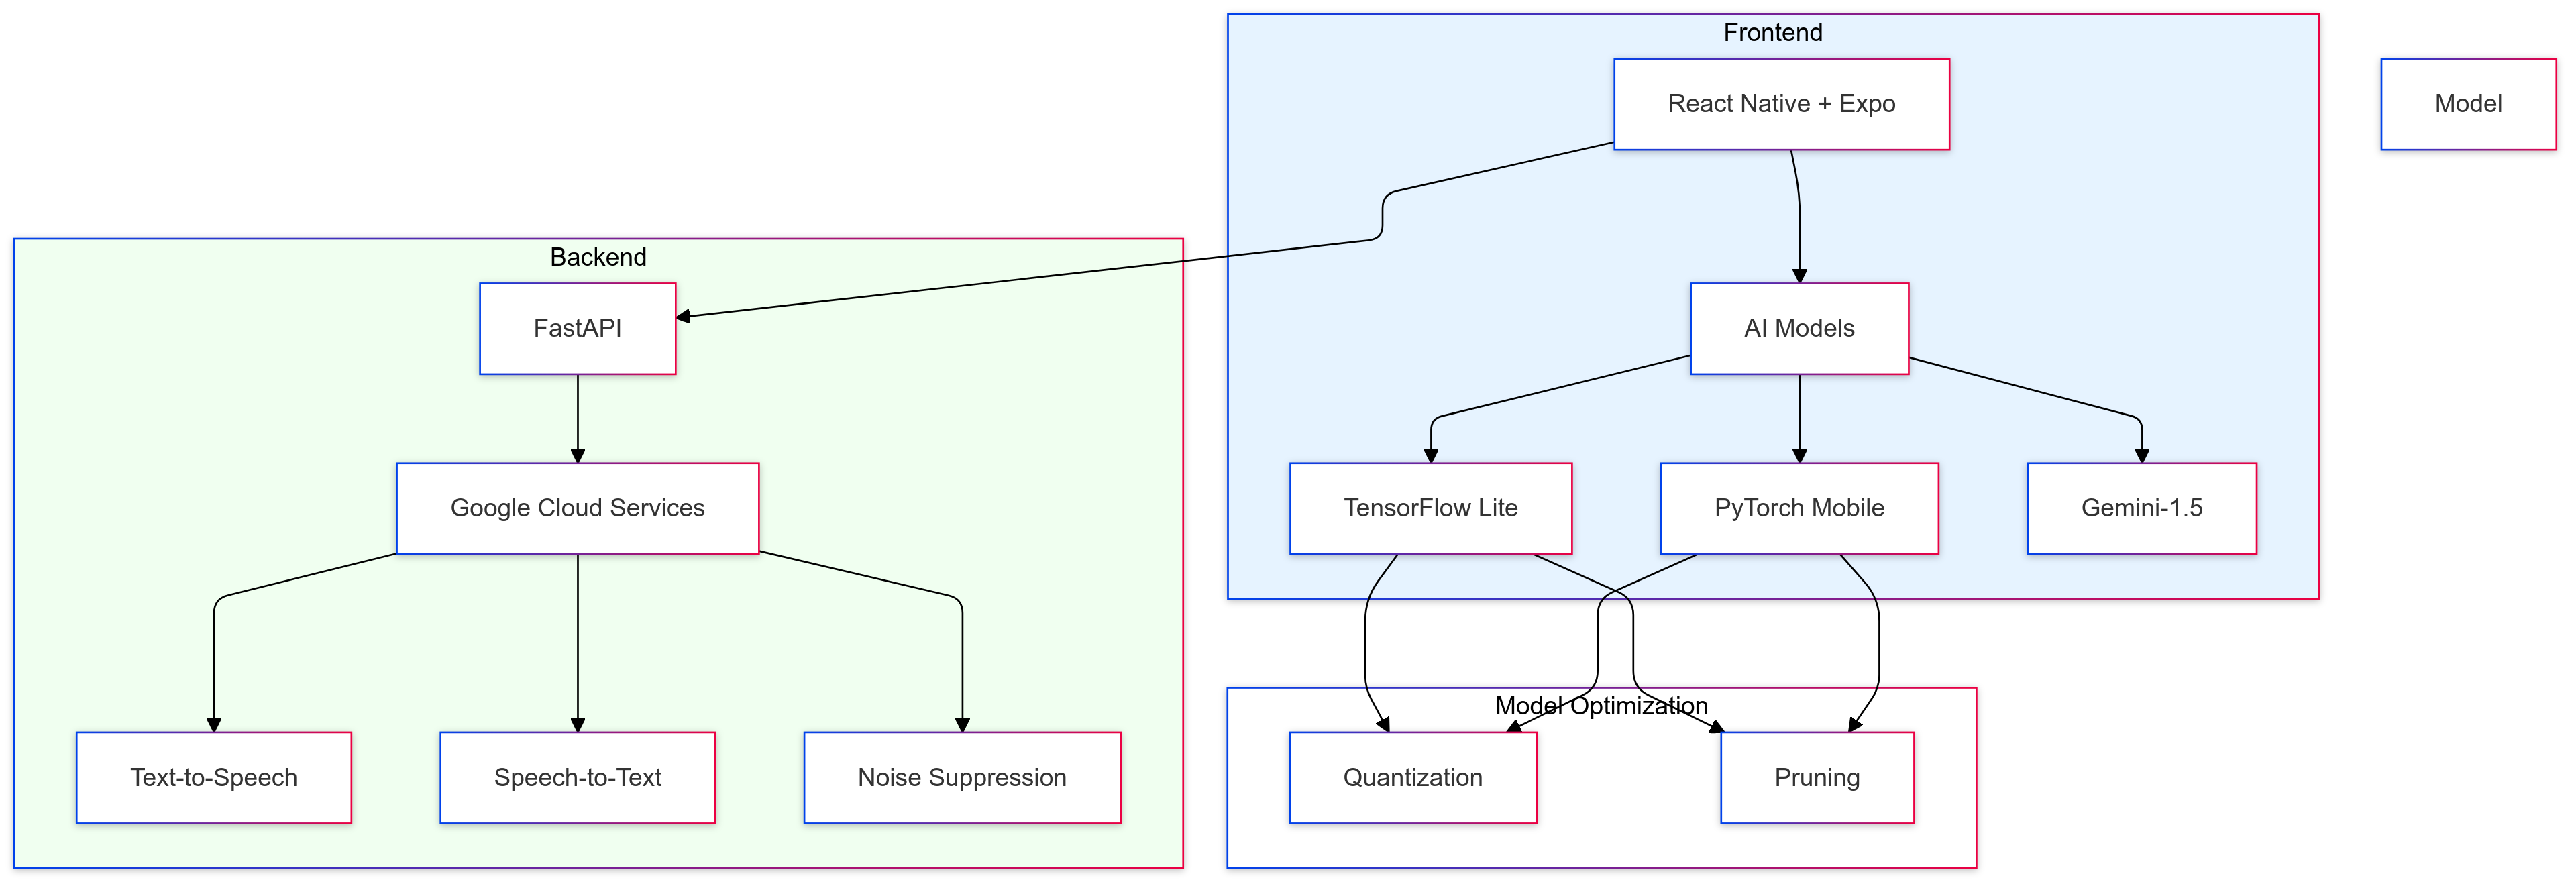 Frontend
React Native + Expo
Model
Backend
FastAPI
AI Models
Google Cloud Services
TensorFlow Lite
PyTorch Mobile
Gemini-1.5
Model Optimization
Text-to-Speech
Speech-to-Text
Noise Suppression
Quantization
Pruning